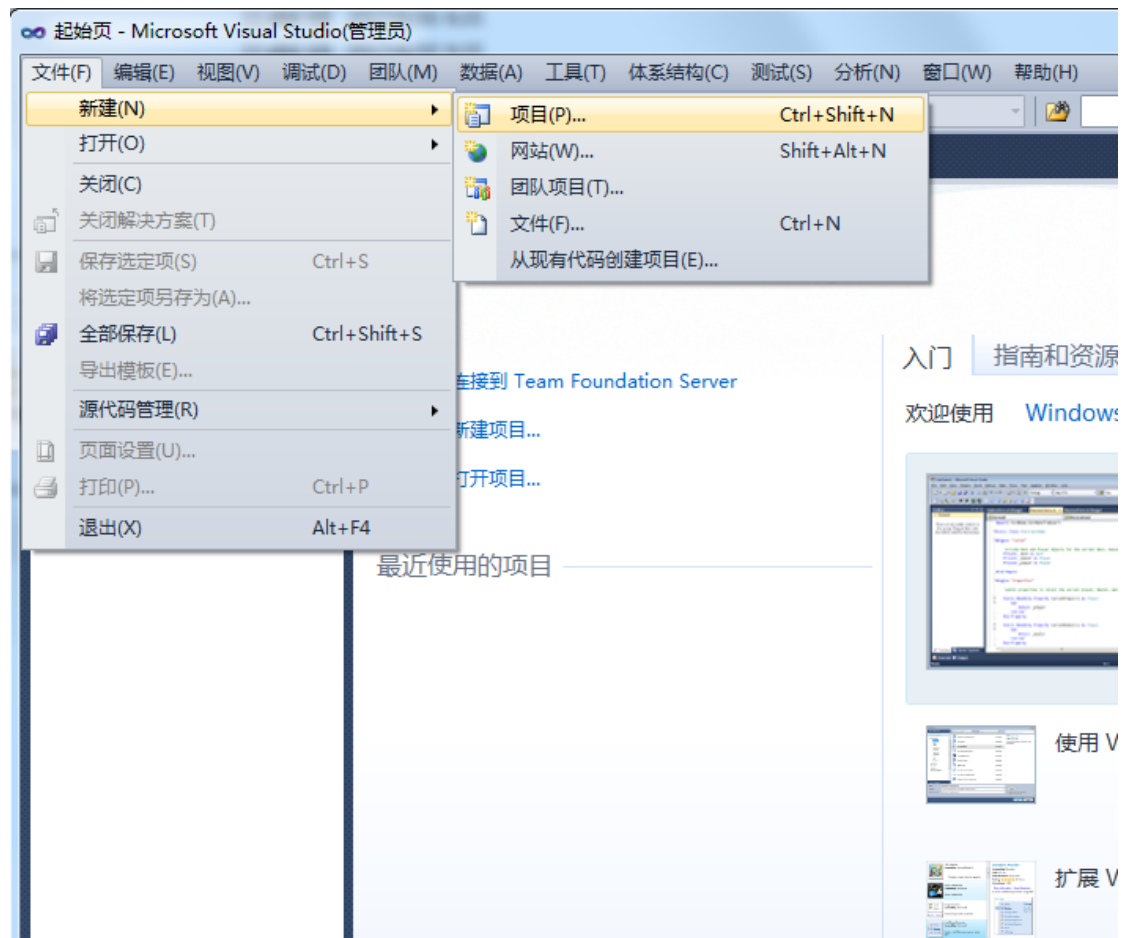 起始页 - Microsoft Visual Studio(管理员)
文件(F) 编辑(E) 视图(V) 调试(D) 团队(M) 数据(A) 工具(T) 体系结构(C) 测试(S) 分析(N) 窗口(W) 帮助(H)
新建(N)
打开(O)
关闭(C)
关闭解决方案(T)
保存选定项(S) Ctrl+S
将选定项另存为(A)...
全部保存(L) Ctrl+Shift+S
导出模板(E)...
源代码管理(R)
页面设置(U)...
打印(P)... Ctrl+P
退出(X) Alt+F4
项目(P)... Ctrl+Shift+N
网站(W)... Shift+Alt+N
团队项目(T)...
文件(F)... Ctrl+N
从现有代码创建项目(E)...
连接到 Team Foundation Server
新建项目...
打开项目...
最近使用的项目
入门 指南和资源
欢迎使用 Windows
使用 V
扩展 V